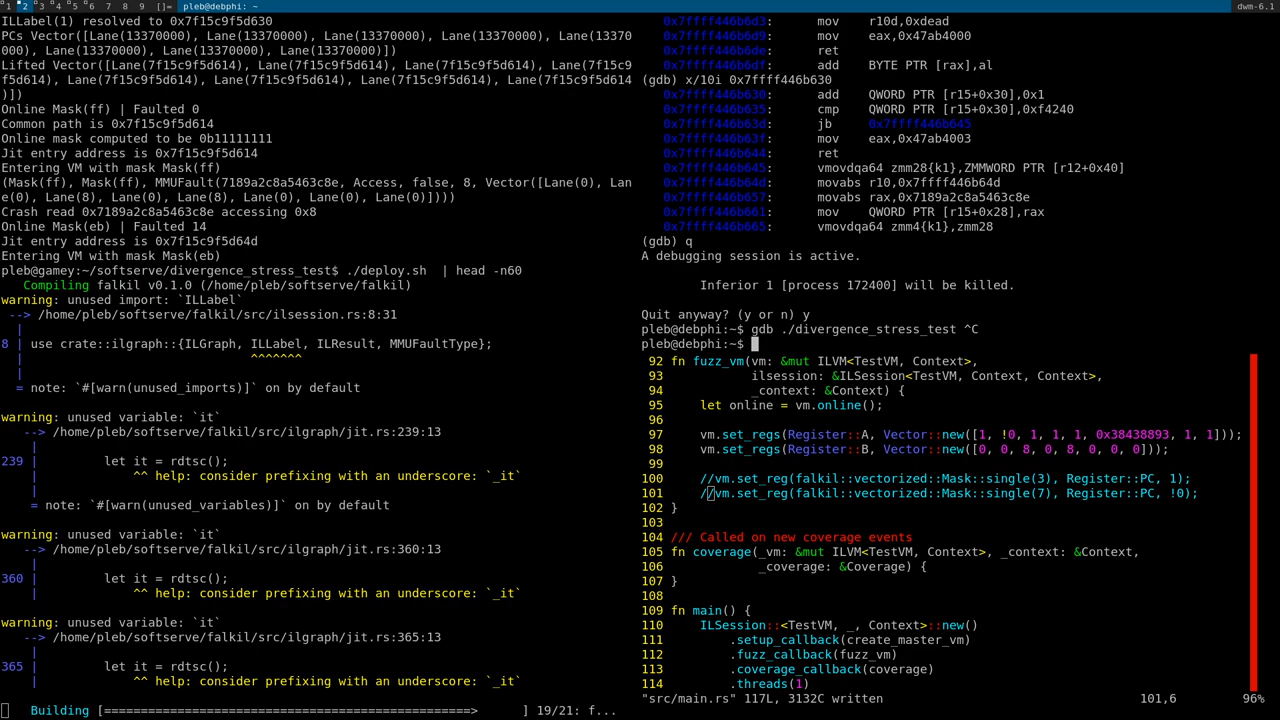 1 2 3 4 5 6 7 8 9 []= pleb@debphi: ~ dwm-6.1
ILLabel(1) resolved to 0x7f15c9f5d630
PCs Vector([Lane(13370000), Lane(13370000), Lane(13370000), Lane(13370000), Lane(13370
000), Lane(13370000), Lane(13370000), Lane(13370000)])
Lifted Vector([Lane(7f15c9f5d614), Lane(7f15c9f5d614), Lane(7f15c9f5d614), Lane(7f15c9
f5d614), Lane(7f15c9f5d614), Lane(7f15c9f5d614), Lane(7f15c9f5d614), Lane(7f15c9f5d614
)])
Online Mask(ff) | Faulted 0
Common path is 0x7f15c9f5d614
Online mask computed to be 0b11111111
Jit entry address is 0x7f15c9f5d614
Entering VM with mask Mask(ff)
(Mask(ff), Mask(ff), MMUFault(7189a2c8a5463c8e, Access, false, 8, Vector([Lane(0), Lan
e(0), Lane(8), Lane(0), Lane(8), Lane(0), Lane(0), Lane(0)])))
Crash read 0x7189a2c8a5463c8e accessing 0x8
Online Mask(eb) | Faulted 14
Jit entry address is 0x7f15c9f5d64d
Entering VM with mask Mask(eb)
pleb@gamey:~/softserve/divergence_stress_test$ ./deploy.sh  | head -n60
   Compiling falkil v0.1.0 (/home/pleb/softserve/falkil)
warning: unused import: `ILLabel`
 --> /home/pleb/softserve/falkil/src/ilsession.rs:8:31
  |
8 | use crate::ilgraph::{ILGraph, ILLabel, ILResult, MMUFaultType};
  |                               ^^^^^^^
  |
  = note: `#[warn(unused_imports)]` on by default
warning: unused variable: `it`
   --> /home/pleb/softserve/falkil/src/ilgraph/jit.rs:239:13
    |
239 |         let it = rdtsc();
    |             ^^ help: consider prefixing with an underscore: `_it`
    |
    = note: `#[warn(unused_variables)]` on by default
warning: unused variable: `it`
   --> /home/pleb/softserve/falkil/src/ilgraph/jit.rs:360:13
    |
360 |         let it = rdtsc();
    |             ^^ help: consider prefixing with an underscore: `_it`
warning: unused variable: `it`
   --> /home/pleb/softserve/falkil/src/ilgraph/jit.rs:365:13
    |
365 |         let it = rdtsc();
    |             ^^ help: consider prefixing with an underscore: `_it`
    Building [==================================================>      ] 19/21: f...
   0x7ffff446b6d3:      mov    r10d,0xdead
   0x7ffff446b6d9:      mov    eax,0x47ab4000
   0x7ffff446b6de:      ret
   0x7ffff446b6df:      add    BYTE PTR [rax],al
(gdb) x/10i 0x7ffff446b630
   0x7ffff446b630:      add    QWORD PTR [r15+0x30],0x1
   0x7ffff446b635:      cmp    QWORD PTR [r15+0x30],0xf4240
   0x7ffff446b63d:      jb     0x7ffff446b645
   0x7ffff446b63f:      mov    eax,0x47ab4003
   0x7ffff446b644:      ret
   0x7ffff446b645:      vmovdqa64 zmm28{k1},ZMMWORD PTR [r12+0x40]
   0x7ffff446b64d:      movabs r10,0x7ffff446b64d
   0x7ffff446b657:      movabs rax,0x7189a2c8a5463c8e
   0x7ffff446b661:      mov    QWORD PTR [r15+0x28],rax
   0x7ffff446b665:      vmovdqa64 zmm4{k1},zmm28
(gdb) q
A debugging session is active.
        Inferior 1 [process 172400] will be killed.
Quit anyway? (y or n) y
pleb@debphi:~$ gdb ./divergence_stress_test ^C
pleb@debphi:~$
 92 fn fuzz_vm(vm: &mut ILVM<TestVM, Context>,
 93            ilsession: &ILSession<TestVM, Context, Context>,
 94            _context: &Context) {
 95     let online = vm.online();
 96
 97     vm.set_regs(Register::A, Vector::new([1, !0, 1, 1, 1, 0x38438893, 1, 1]));
 98     vm.set_regs(Register::B, Vector::new([0, 0, 8, 0, 8, 0, 0, 0]));
 99
100     //vm.set_reg(falkil::vectorized::Mask::single(3), Register::PC, 1);
101     //vm.set_reg(falkil::vectorized::Mask::single(7), Register::PC, !0);
102 }
103
104 /// Called on new coverage events
105 fn coverage(_vm: &mut ILVM<TestVM, Context>, _context: &Context,
106             _coverage: &Coverage) {
107 }
108
109 fn main() {
110     ILSession::<TestVM, _, Context>::new()
111         .setup_callback(create_master_vm)
112         .fuzz_callback(fuzz_vm)
113         .coverage_callback(coverage)
114         .threads(1)
"src/main.rs" 117L, 3132C written 101,6 96%